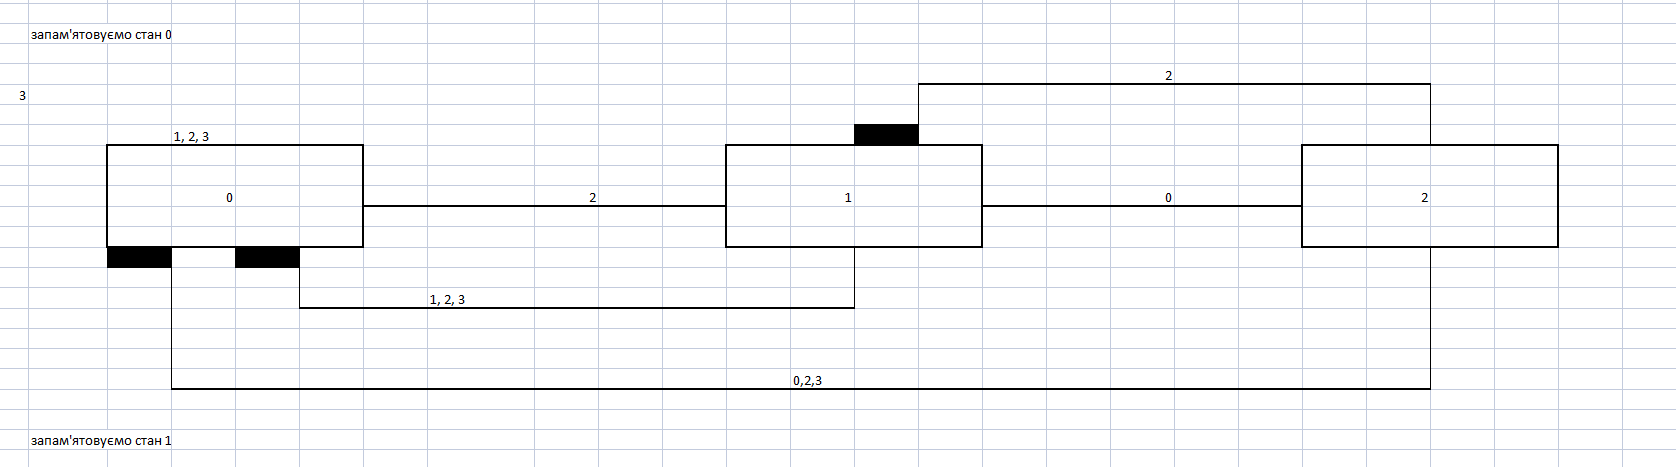 запам'ятовуємо стан 0
2
3
1, 2, 3
0 2 1 0 2
1, 2, 3
0,2,3
запам'ятовуємо стан 1